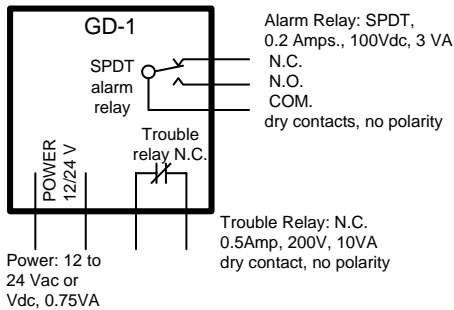 GD-1
SPDT
alarm
relay
Trouble
relay N.C.
POWER
12/24 V
Alarm Relay: SPDT,
0.2 Amps., 100Vdc, 3 VA
N.C.
N.O.
COM.
dry contacts, no polarity
Trouble Relay: N.C.
0.5Amp, 200V, 10VA
dry contact, no polarity
Power: 12 to
24 Vac or
Vdc, 0.75VA